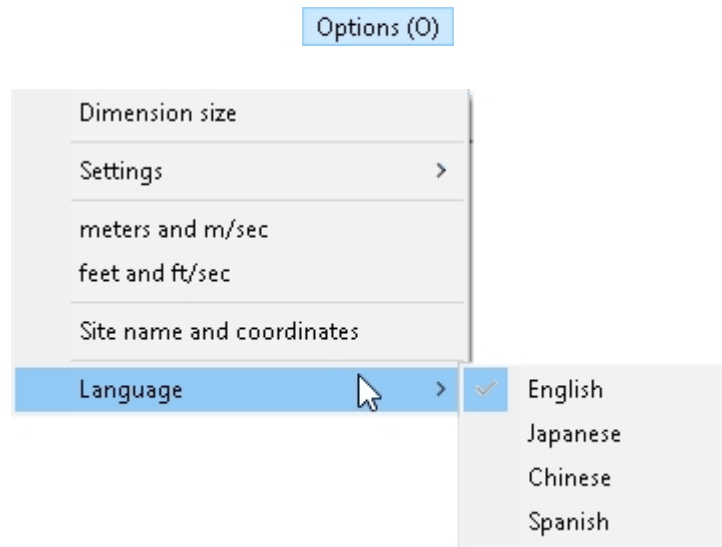 Options (O)
Dimension size
Settings
meters and m/sec
feet and ft/sec
Site name and coordinates
Language
English
Japanese
Chinese
Spanish